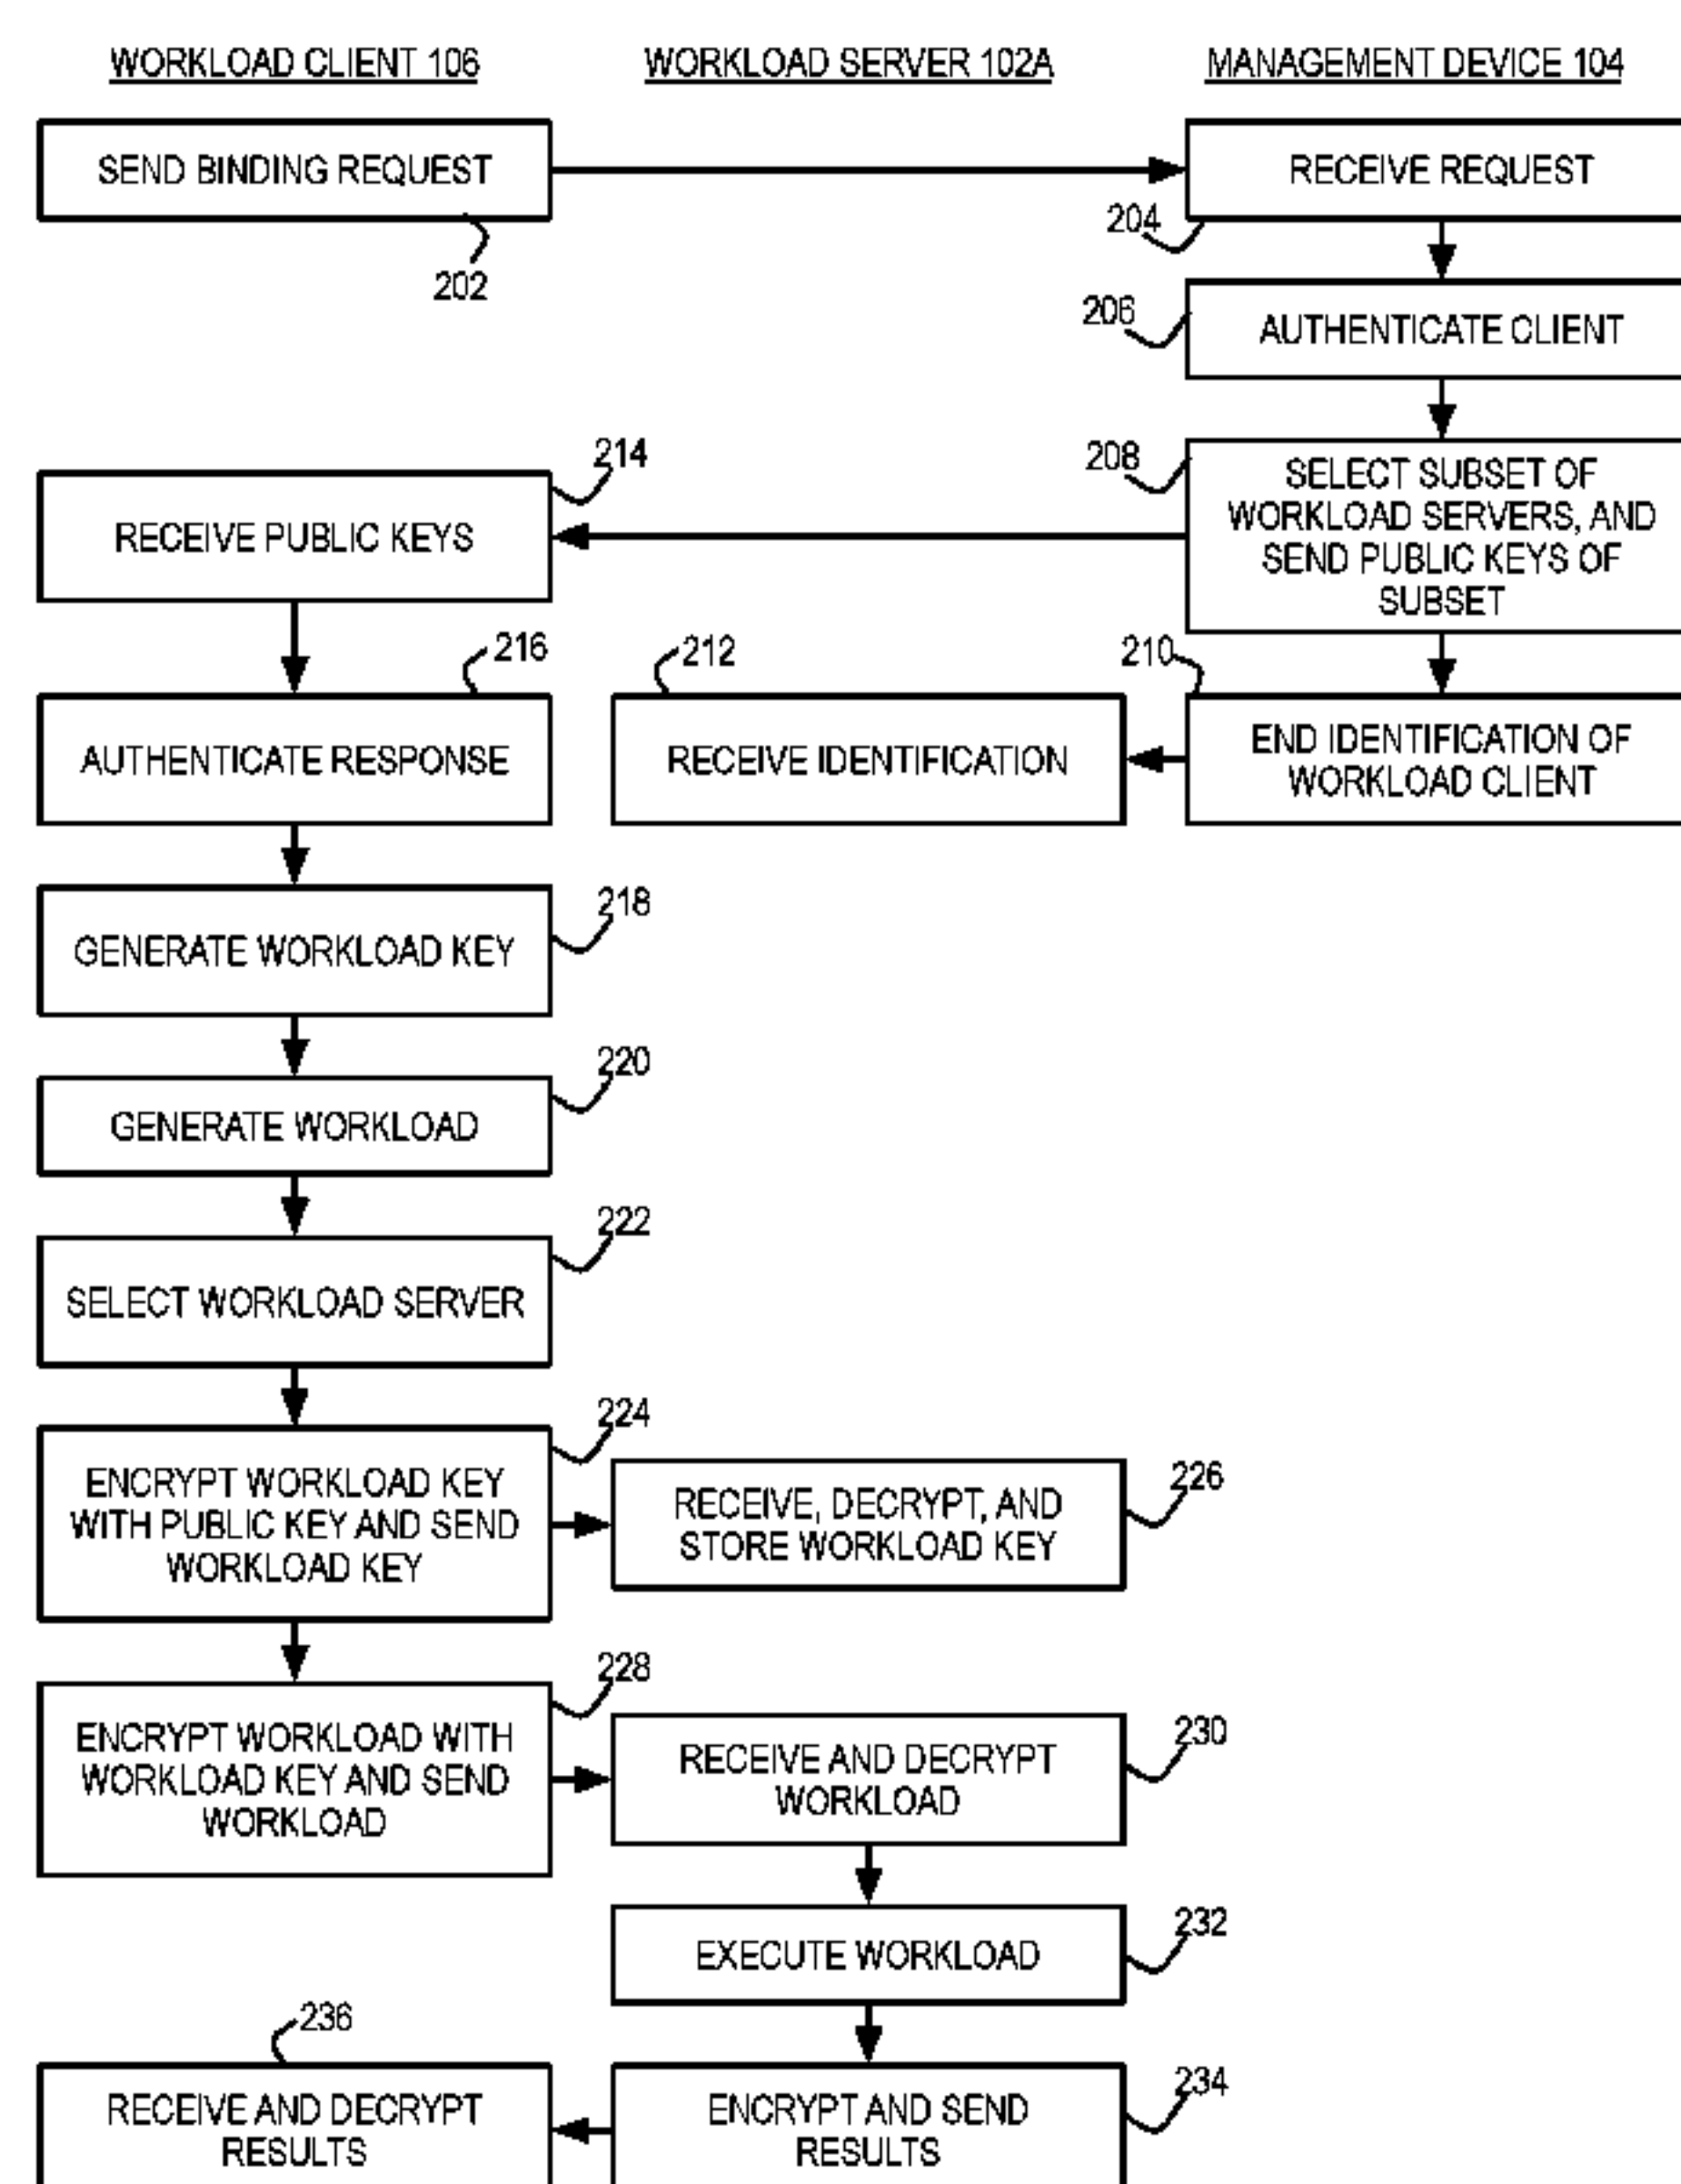 WORKLOAD CLIENT 106
WORKLOAD SERVER 102A
MANAGEMENT DEVICE 104
SEND BINDING REQUEST
202
RECEIVE REQUEST
204
206
AUTHENTICATE CLIENT
208
SELECT SUBSET OF
WORKLOAD SERVERS, AND
SEND PUBLIC KEYS OF
SUBSET
214
RECEIVE PUBLIC KEYS
216
AUTHENTICATE RESPONSE
212
RECEIVE IDENTIFICATION
210
END IDENTIFICATION OF
WORKLOAD CLIENT
218
GENERATE WORKLOAD KEY
220
GENERATE WORKLOAD
222
SELECT WORKLOAD SERVER
224
ENCRYPT WORKLOAD KEY
WITH PUBLIC KEY AND SEND
WORKLOAD KEY
226
RECEIVE, DECRYPT, AND
STORE WORKLOAD KEY
228
ENCRYPT WORKLOAD WITH
WORKLOAD KEY AND SEND
WORKLOAD
230
RECEIVE AND DECRYPT
WORKLOAD
232
EXECUTE WORKLOAD
236
RECEIVE AND DECRYPT
RESULTS
234
ENCRYPT AND SEND
RESULTS